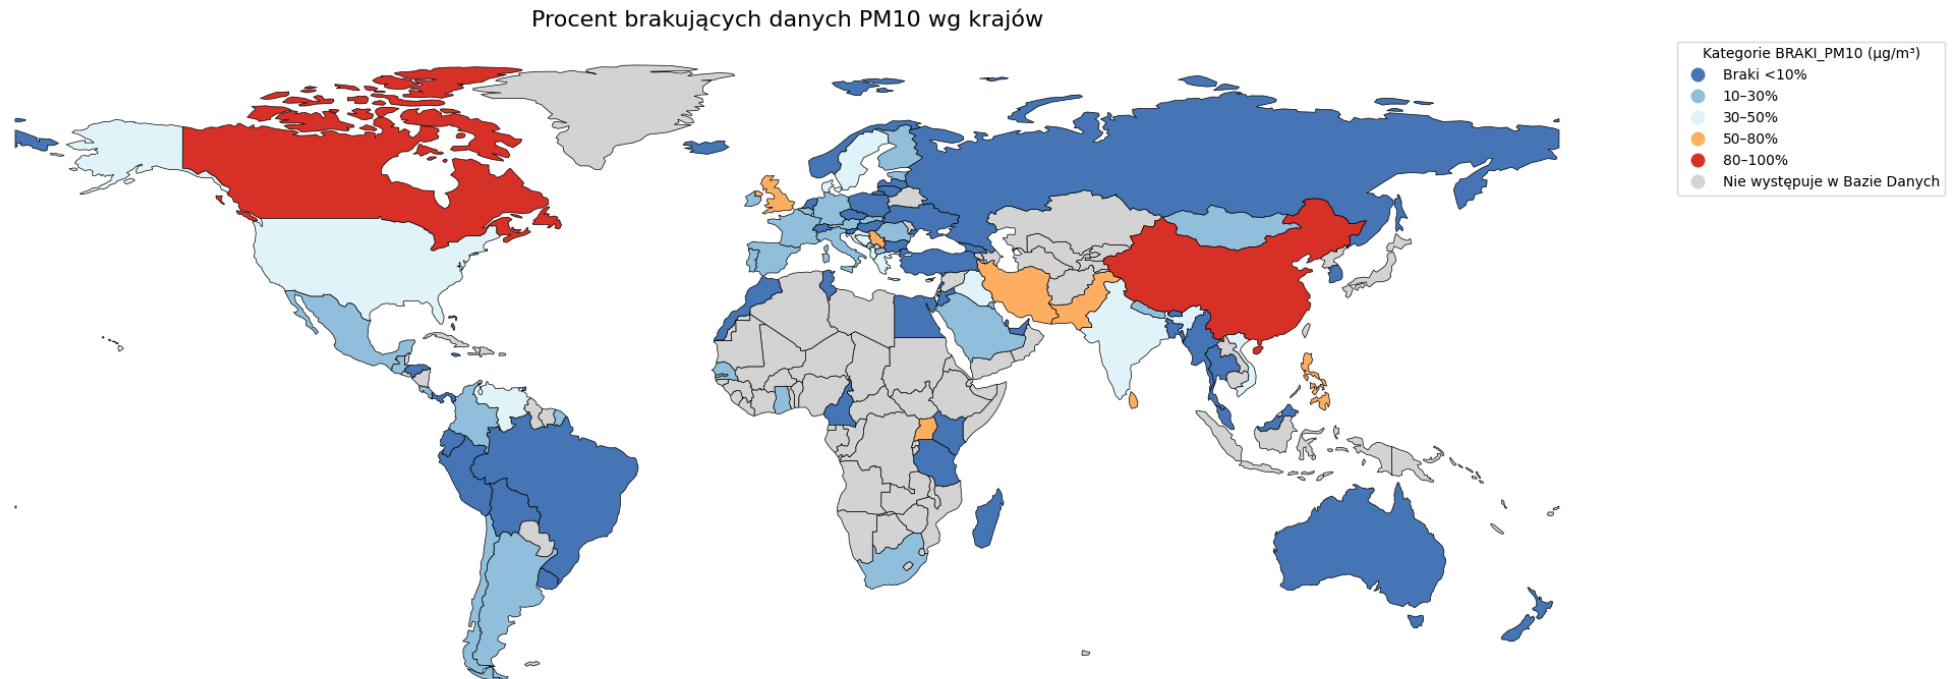 Procent brakujących danych PM10 wg krajów
Kategorie BRAKI_PM10 (µg/m³)
Braki <10%
10–30%
30–50%
50–80%
80–100%
Nie występuje w Bazie Danych